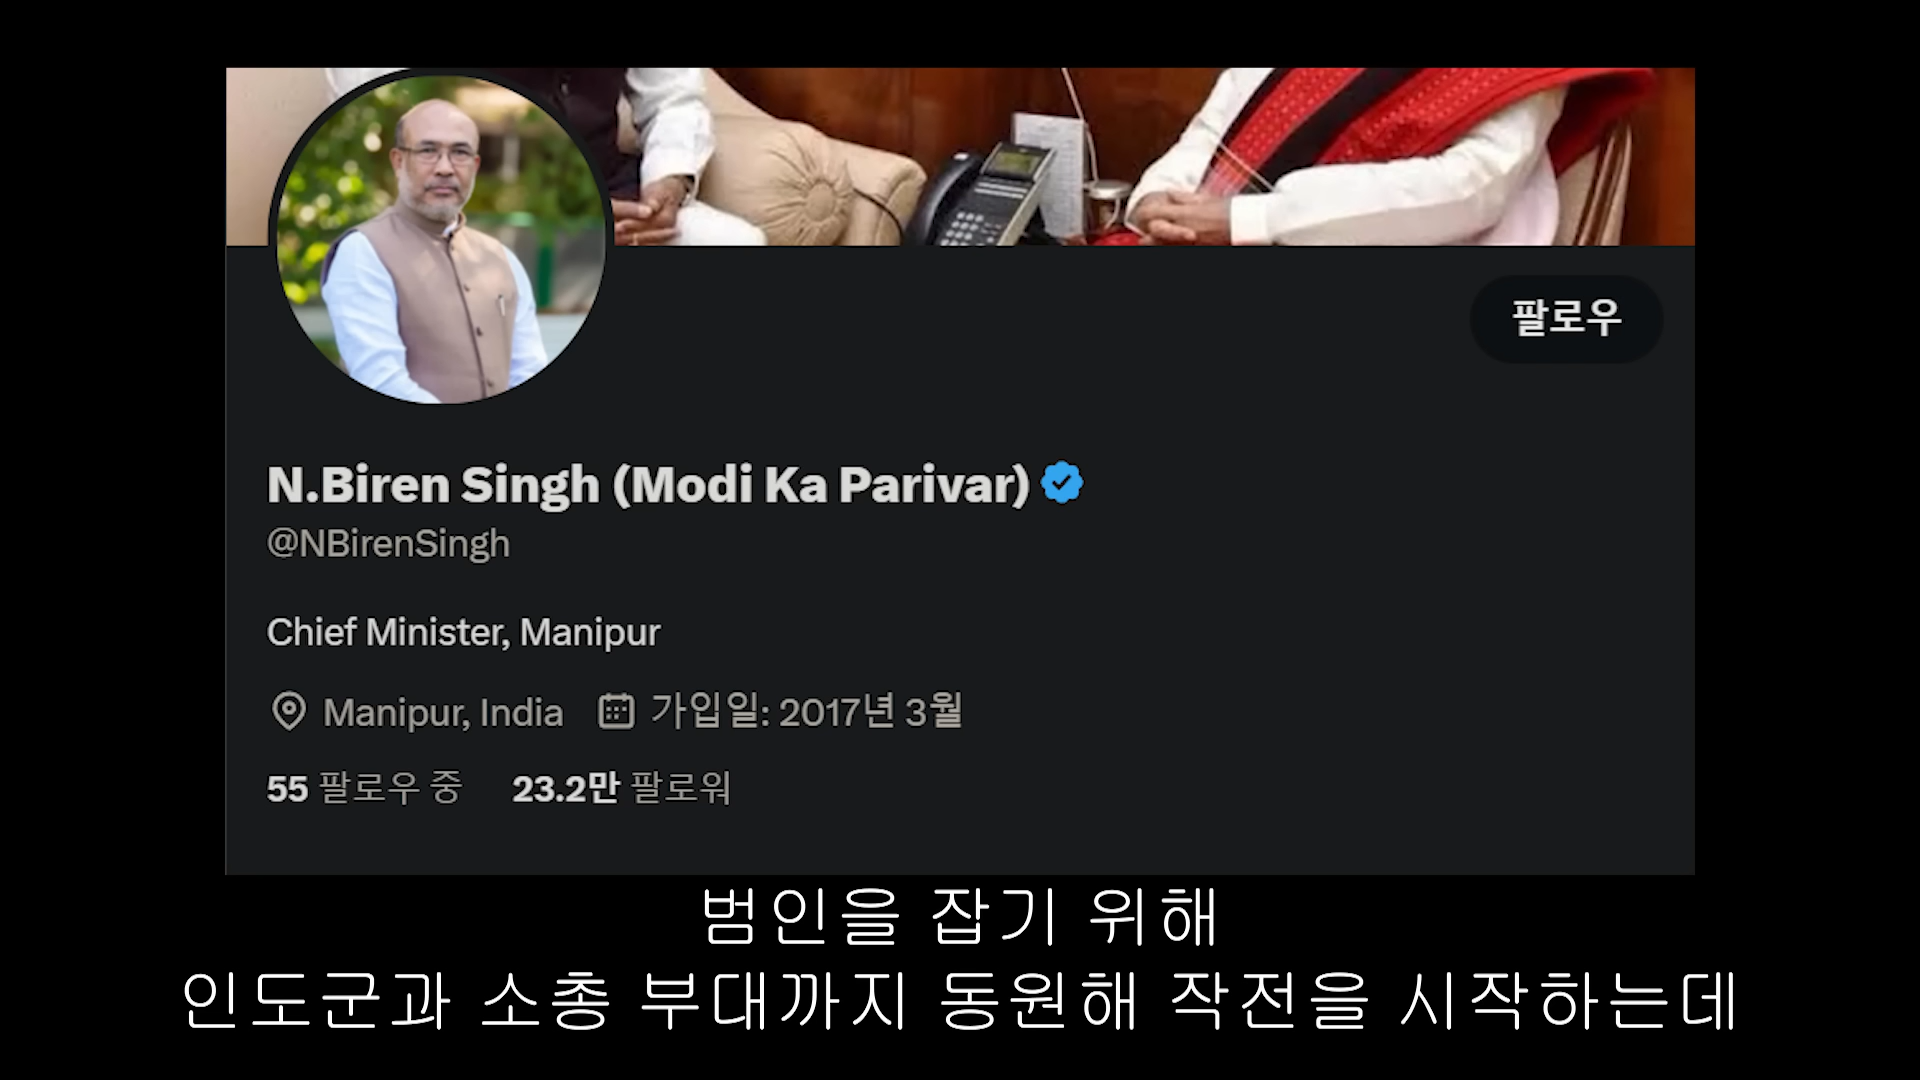 팔로우
N.Biren Singh (Modi Ka Parivar)
@NBirenSingh
Chief Minister, Manipur
Manipur, India 가입일: 2017년 3월
55 팔로우 중 23.2만 팔로워
범인을 잡기 위해
인도군과 소총 부대까지 동원해 작전을 시작하는데